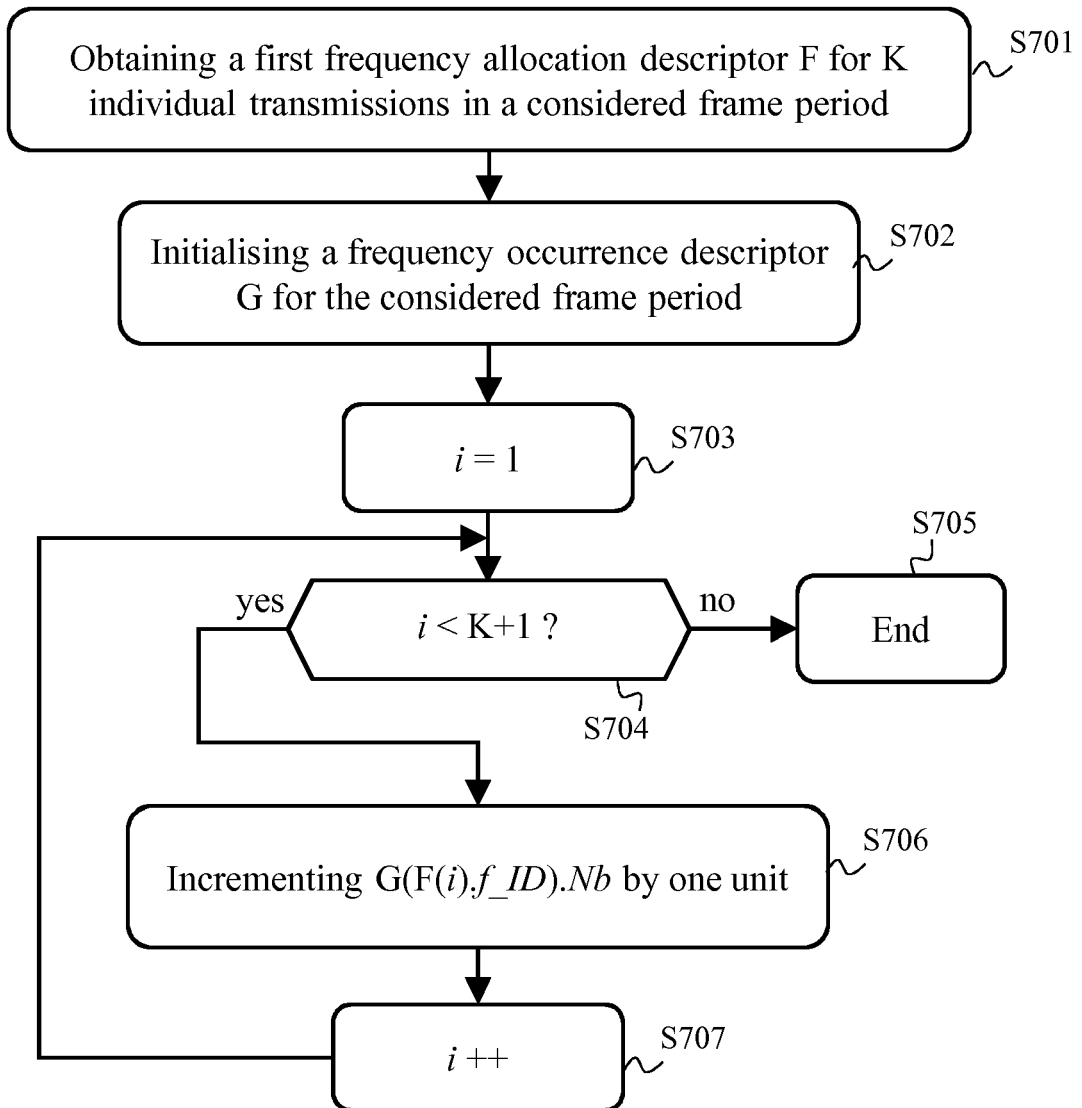 Obtaining a first frequency allocation descriptor F for K
individual transmissions in a considered frame period
S701
Initialising a frequency occurrence descriptor
G for the considered frame period
S702
i = 1
S703
S705
yes
i < K+1 ?
no
End
S704
S706
Incrementing G(F(i).f_ID).Nb by one unit
S707
i ++